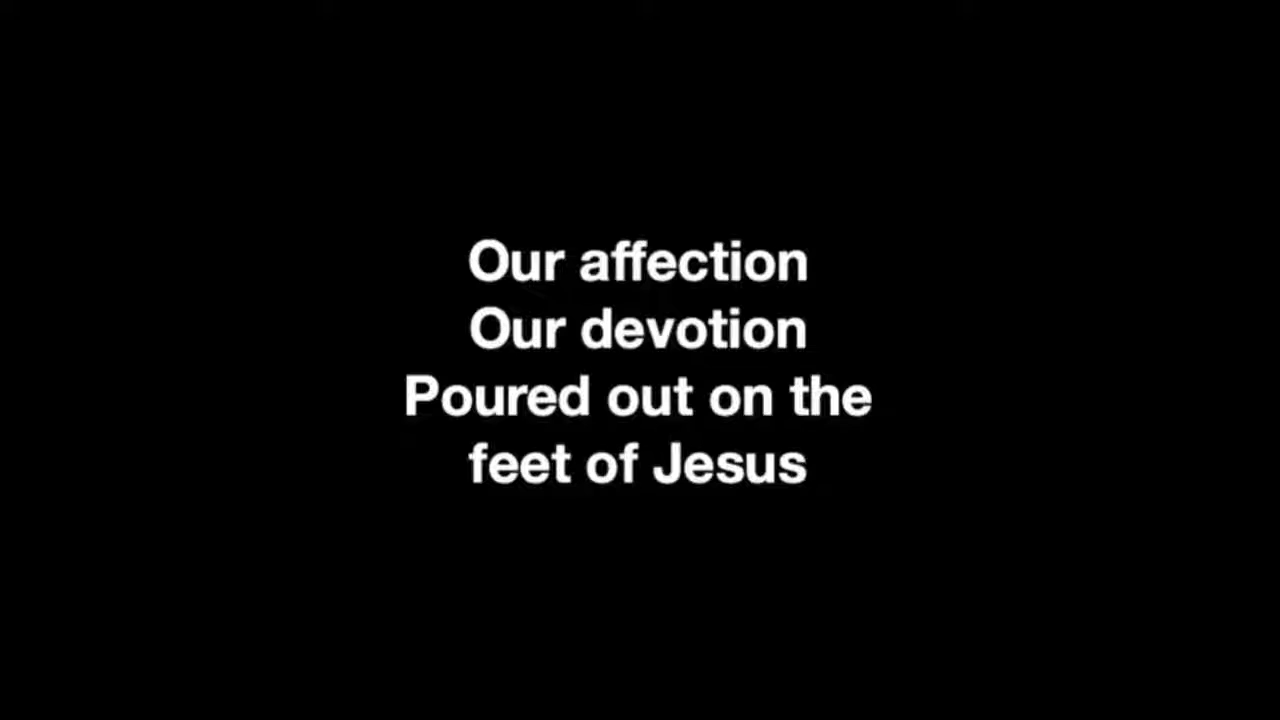 Our affection
Our devotion
Poured out on the
feet of Jesus